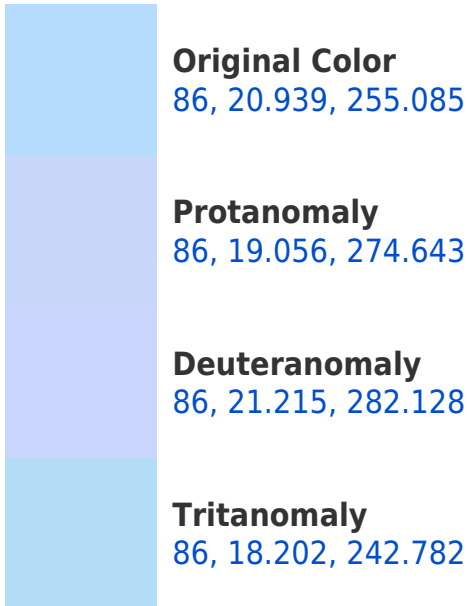 Original Color
86, 20.939, 255.085
Protanomaly
86, 19.056, 274.643
Deuteranomaly
86, 21.215, 282.128
Tritanomaly
86, 18.202, 242.782